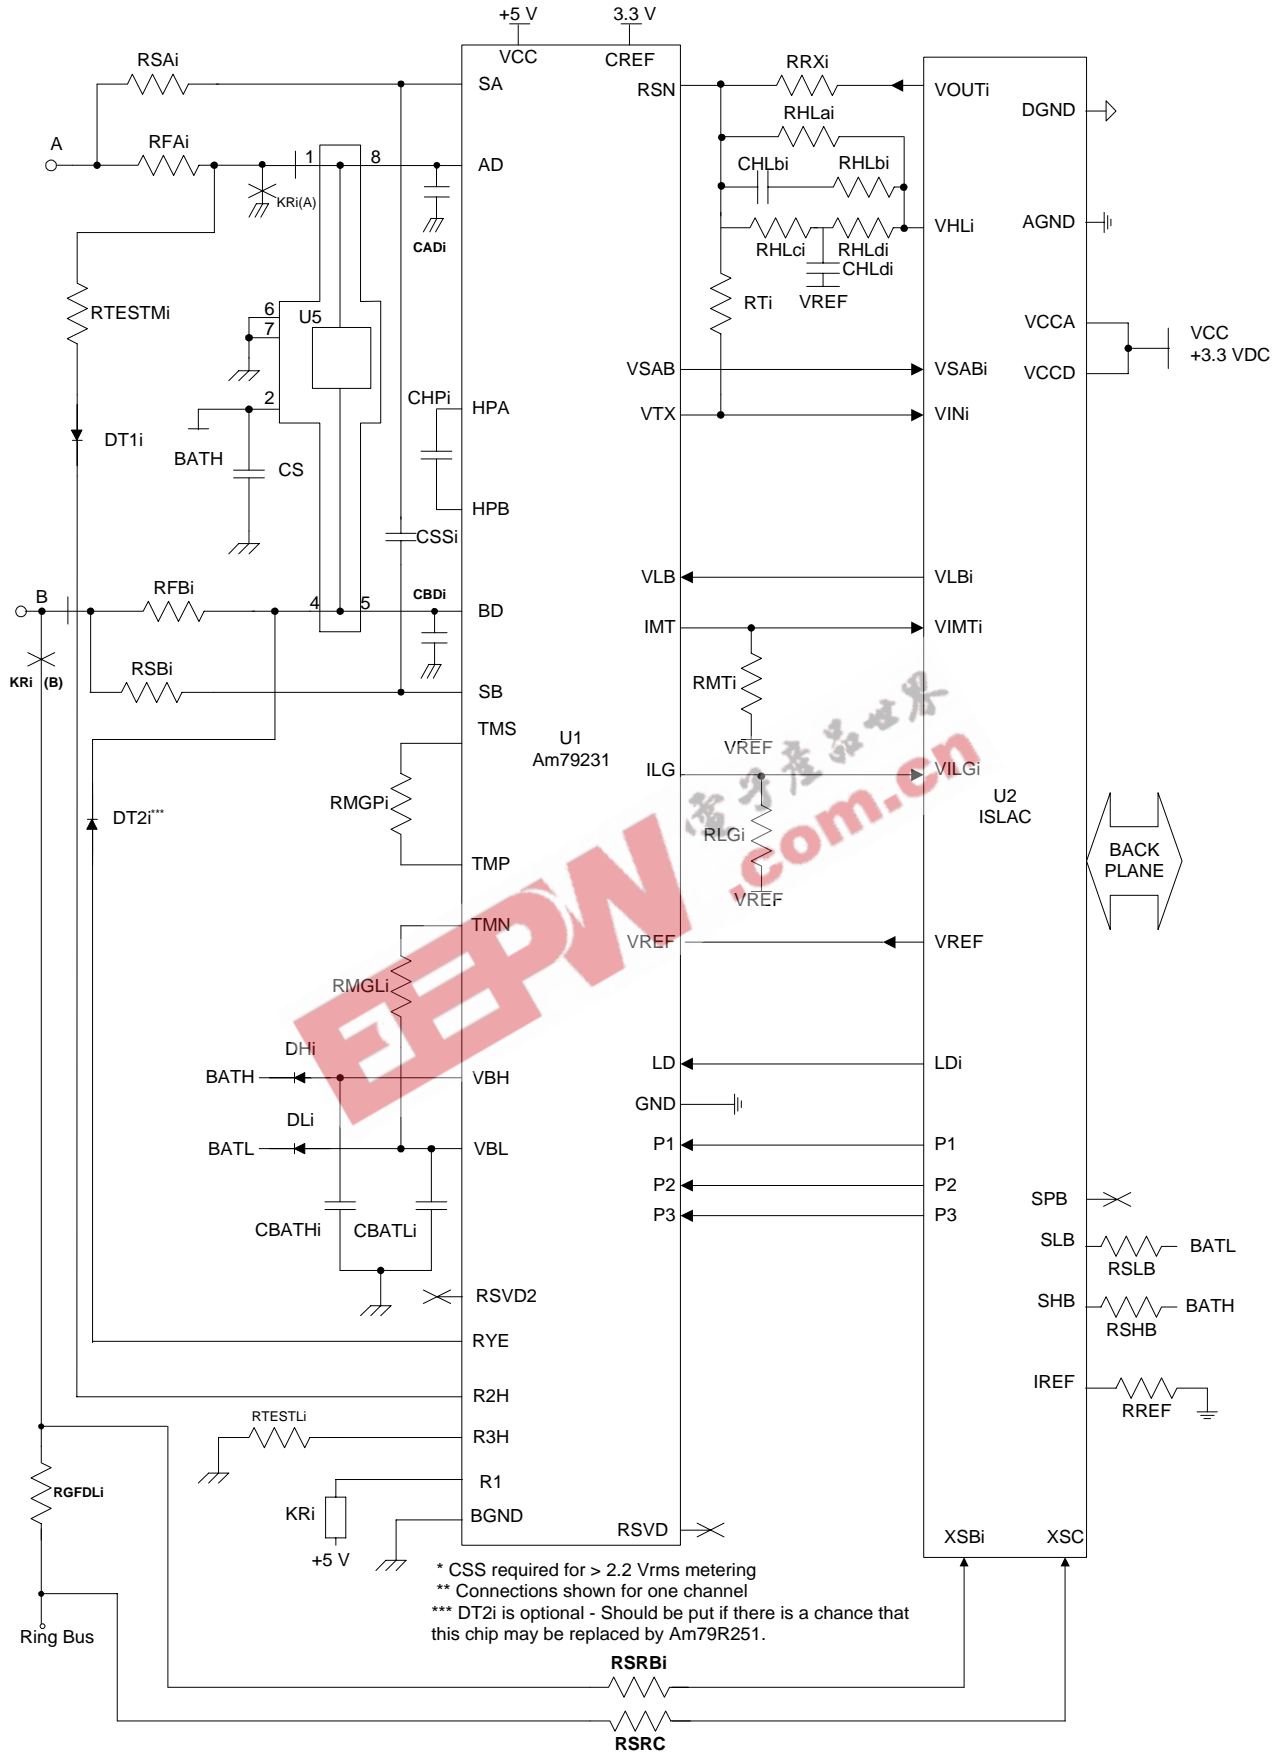 +5 V
3.3 V
VCC
CREF
RSAi
SA
RSN
RRXi
VOUTi
DGND
RHLai
A
RFAi
1
8
AD
CHLbi
RHLbi
KRi(A)
CADi
VHLi
AGND
RHLci
RHLdi
CHLdi
VREF
RTi
RTESTMi
6
7
U5
VCCA
VCC
+3.3 VDC
VCCD
VSAB
VSABi
CHPi
HPA
2
VTX
VINi
DT1i
BATH
CS
HPB
CSSi
VLB
VLBi
B
RFBi
4
5
CBDi
BD
IMT
VIMTi
KRi (B)
RSBi
SB
RMTi
TMS
U1
Am79231
VREF
ILG
VILGi
RMGPi
U2
ISLAC
DT2i***
RLGi
BACK
PLANE
TMP
VREF
電子產品世界
.com.cn
EEPW
TMN
VREF
VREF
RMGLi
DHi
BATH
VBH
LD
LDi
GND
DLi
BATL
VBL
P1
P1
P2
P2
P3
P3
SPB
CBATHi
CBATLi
SLB
BATL
RSLB
RSVD2
SHB
BATH
RSHB
RYE
R2H
IREF
RREF
RTESTLi
R3H
RGFDLi
R1
KRi
BGND
+5 V
RSVD
XSBi
XSC
* CSS required for > 2.2 Vrms metering
** Connections shown for one channel
*** DT2i is optional - Should be put if there is a chance that
this chip may be replaced by Am79R251.
Ring Bus
RSRBi
RSRC